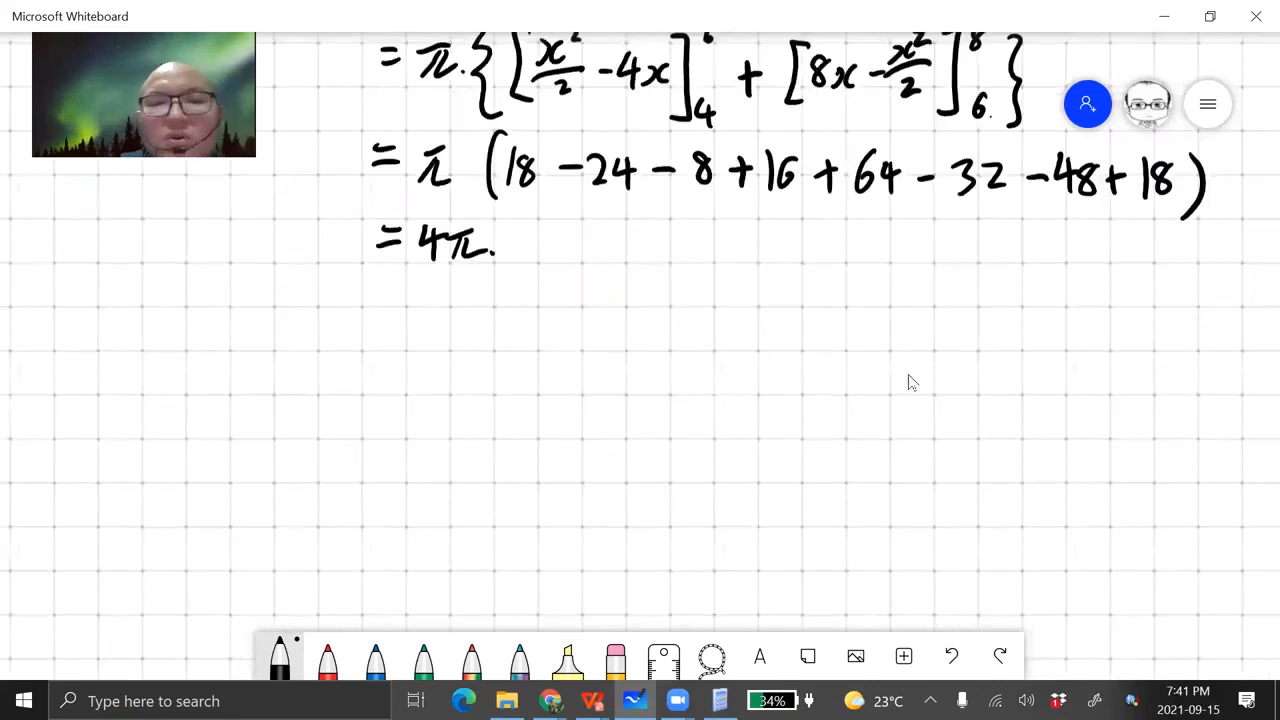 Microsoft Whiteboard
= π.{[x²/2 - 4x]₄⁶ + [8x - x²/2]₆⁸}
= π (18 - 24 - 8 + 16 + 64 - 32 - 48 + 18)
= 4π.
A
Type here to search
34%
23°C
7:41 PM
2021-09-15